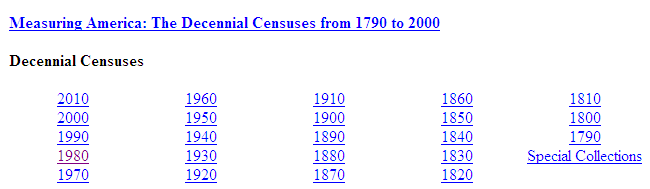 Measuring America: The Decennial Censuses from 1790 to 2000
Decennial Censuses
2010 1960 1910 1860 1810
2000 1950 1900 1850 1800
1990 1940 1890 1840 1790
1980 1930 1880 1830 Special Collections
1970 1920 1870 1820